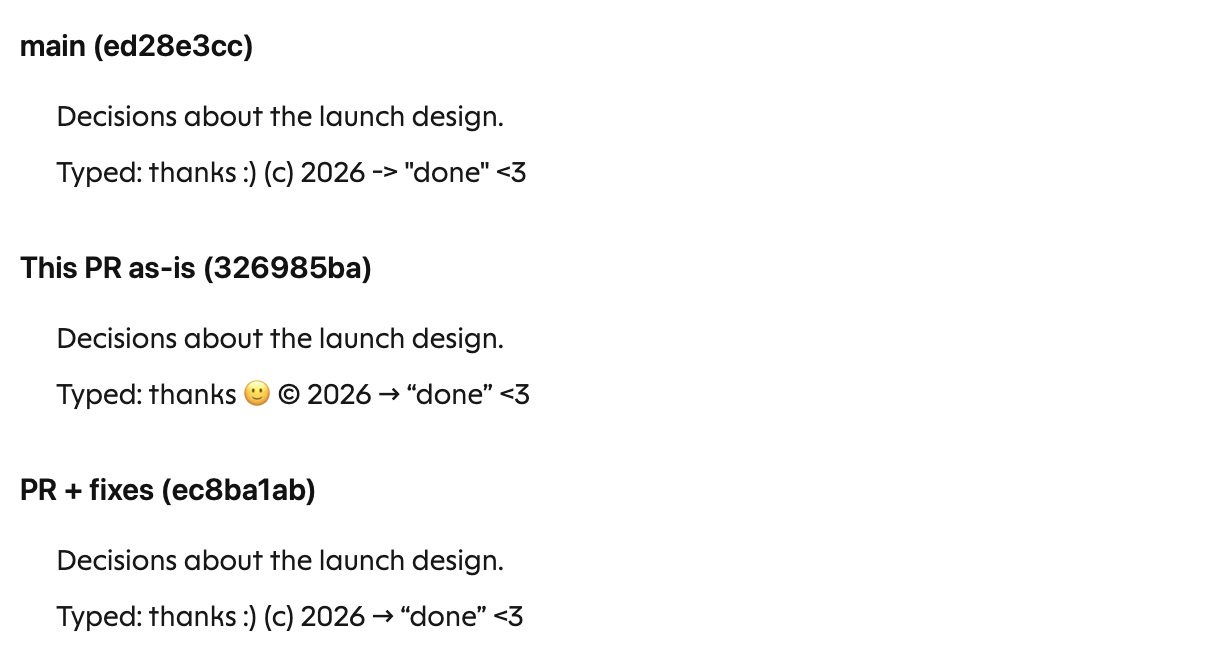 main (ed28e3cc)
Decisions about the launch design.
Typed: thanks :) (c) 2026 -> "done" <3
This PR as-is (326985ba)
Decisions about the launch design.
Typed: thanks 🙂 © 2026 → “done” <3
PR + fixes (ec8ba1ab)
Decisions about the launch design.
Typed: thanks :) (c) 2026 → “done” <3